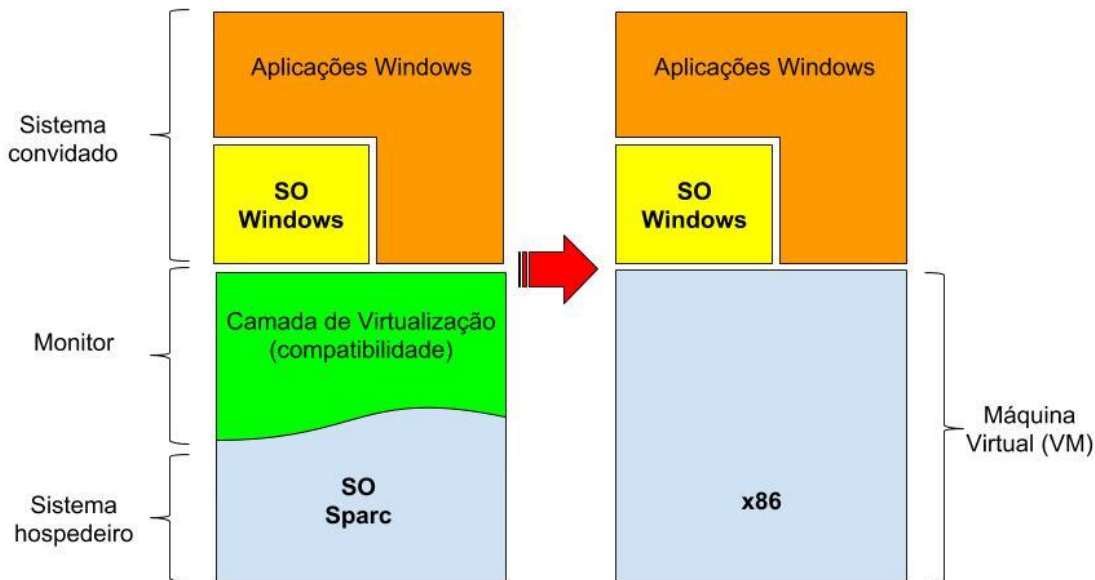 Aplicações Windows
Aplicações Windows
Sistema
convidado
SO
Windows
SO
Windows
Camada de Virtualização
(compatibilidade)
Monitor
Máquina
Virtual (VM)
SO
Sparc
x86
Sistema
hospedeiro